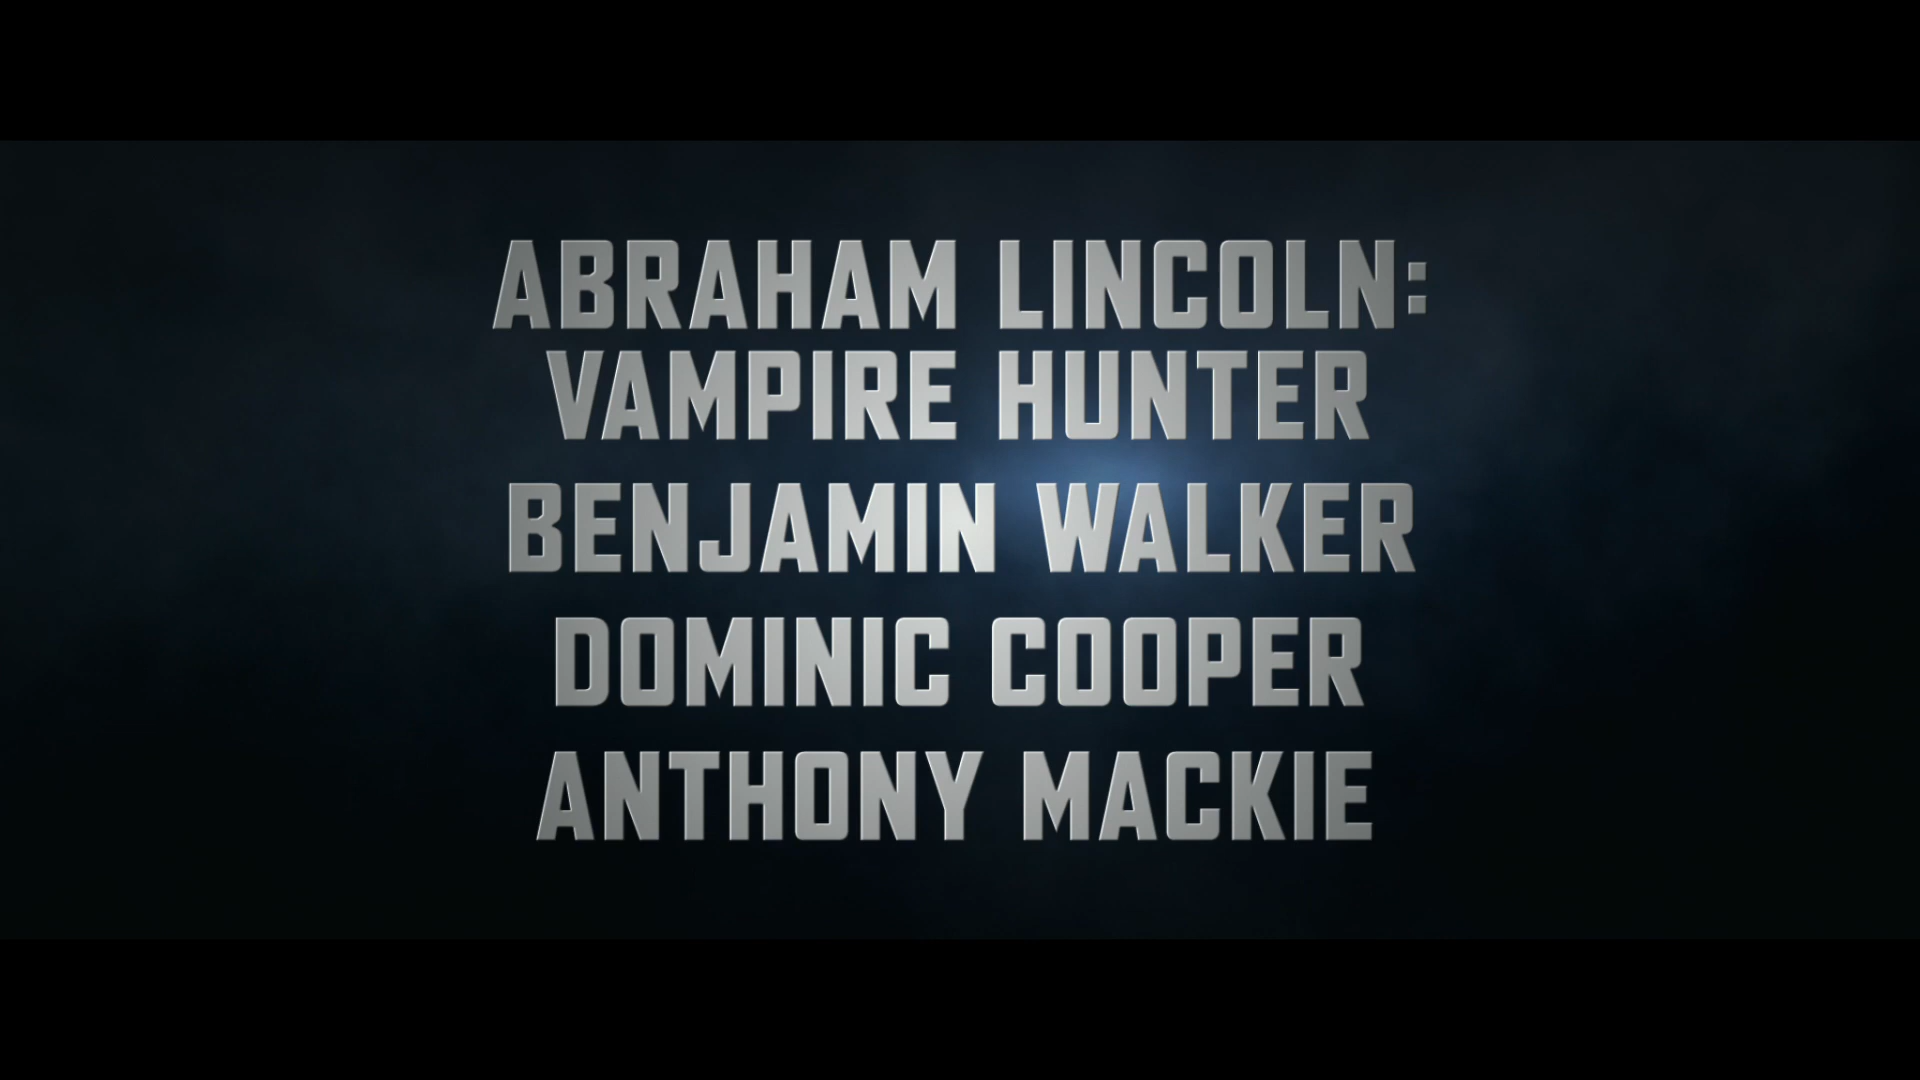 ABRAHAM LINCOLN:
VAMPIRE HUNTER
BENJAMIN WALKER
DOMINIC COOPER
ANTHONY MACKIE